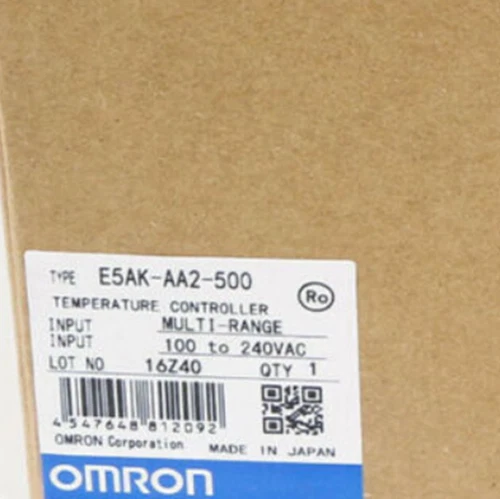 TYPE E5AK-AA2-500
Ro
TEMPERATURE CONTROLLER
INPUT MULTI-RANGE
INPUT 100 to 240VAC
LOT NO 16Z40 QTY 1
4 547648 812092
OMRON Corporation MADE IN JAPAN
OMRON